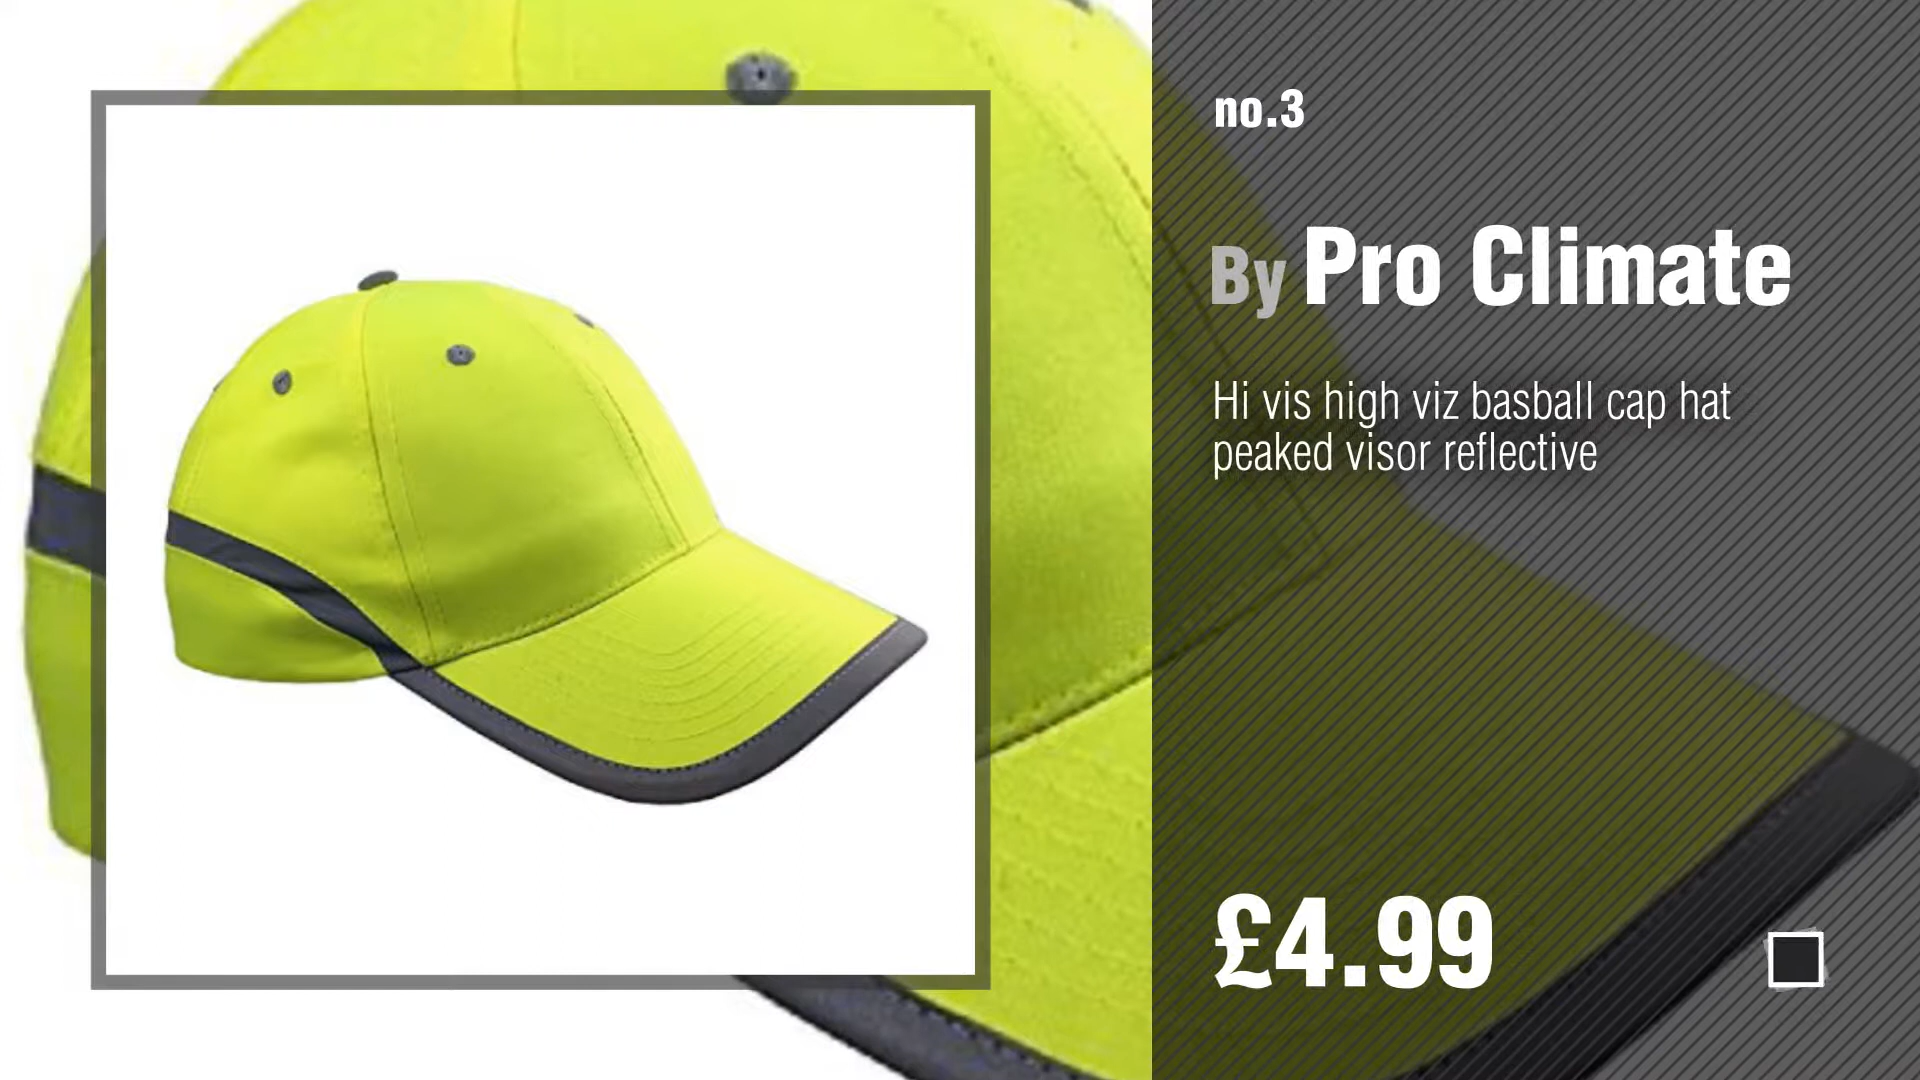 no.3
By Pro Climate
Hi vis high viz basball cap hat
peaked visor reflective
£4.99